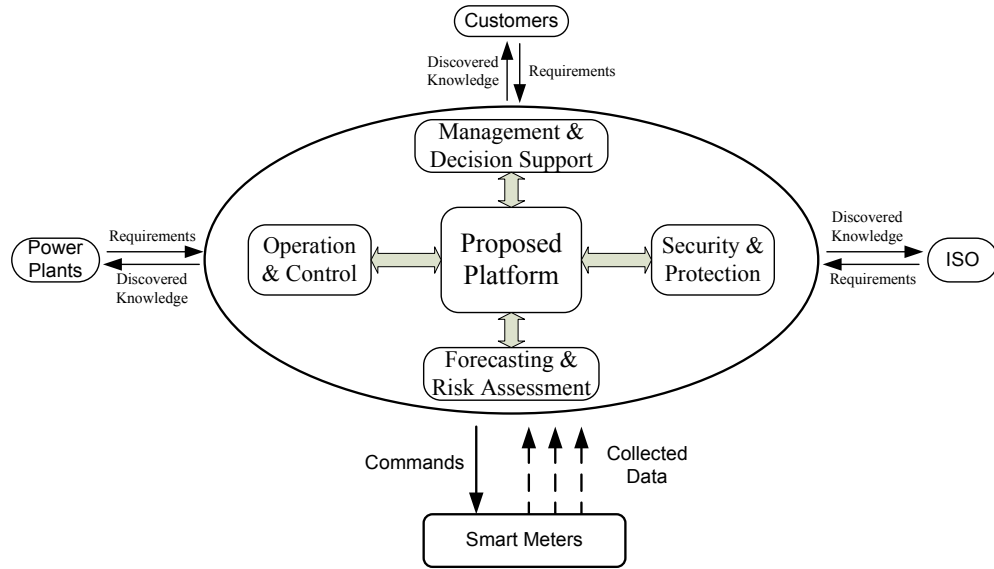 Customers
Discovered
Knowledge
Requirements
Management &
Decision Support
Power
Plants
Requirements
Discovered
Knowledge
Operation
& Control
Proposed
Platform
Security &
Protection
Discovered
Knowledge
Requirements
ISO
Forecasting &
Risk Assessment
Commands
Collected
Data
Smart Meters